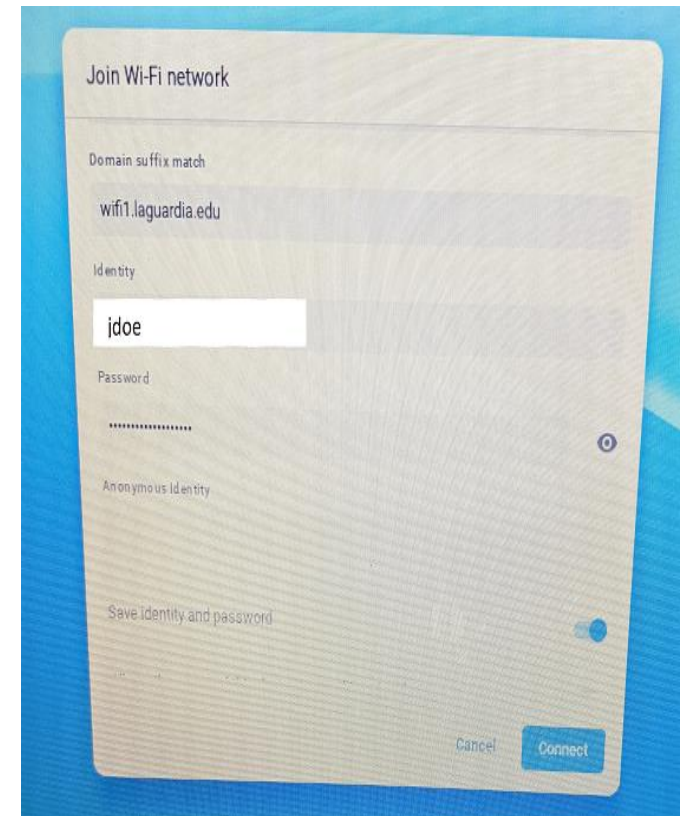 Join Wi-Fi network
Domain suffix match
wifi1.laguardia.edu
Identity
jdoe
Password
Anonymous Identity
Save identity and password
Cancel
Connect